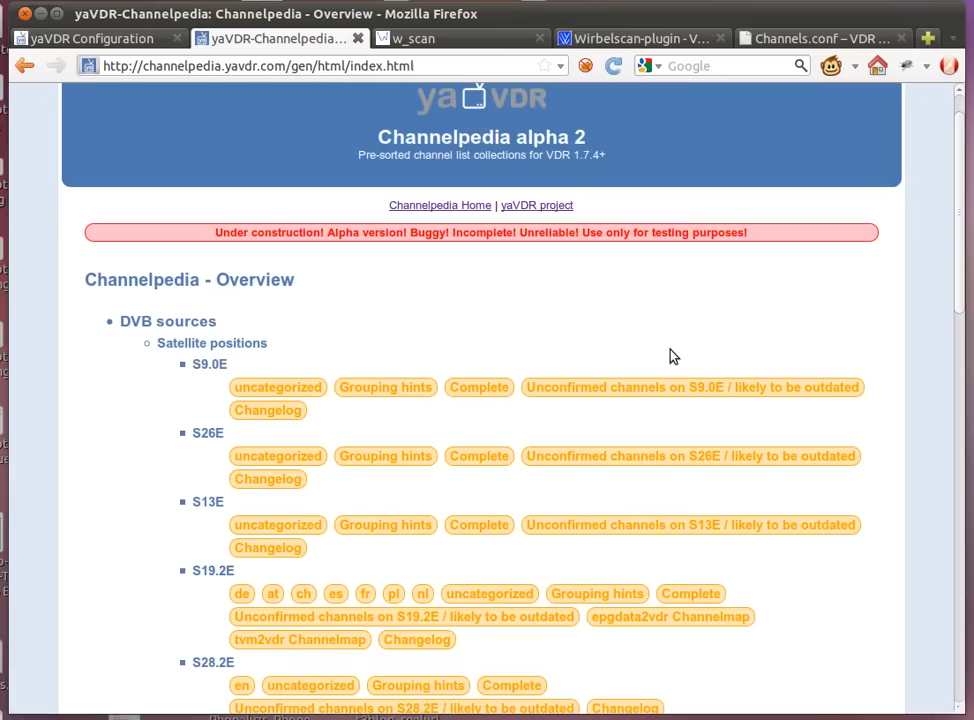 yaVDR-Channelpedia: Channelpedia - Overview - Mozilla Firefox
yaVDR Configuration
yaVDR-Channelpedia...
w_scan
Wirbelscan-plugin - V...
Channels.conf – VDR ...
http://channelpedia.yavdr.com/gen/html/index.html
Google
yaVDR
Channelpedia alpha 2
Pre-sorted channel list collections for VDR 1.7.4+
Channelpedia Home | yaVDR project
Under construction! Alpha version! Buggy! Incomplete! Unreliable! Use only for testing purposes!
Channelpedia - Overview
DVB sources
Satellite positions
S9.0E
uncategorized Grouping hints Complete Unconfirmed channels on S9.0E / likely to be outdated
Changelog
S26E
uncategorized Grouping hints Complete Unconfirmed channels on S26E / likely to be outdated
Changelog
S13E
uncategorized Grouping hints Complete Unconfirmed channels on S13E / likely to be outdated
Changelog
S19.2E
de at ch es fr pl nl uncategorized Grouping hints Complete
Unconfirmed channels on S19.2E / likely to be outdated epgdata2vdr Channelmap
tvm2vdr Channelmap Changelog
S28.2E
en uncategorized Grouping hints Complete
Unconfirmed channels on S28.2E / likely to be outdated Changelog